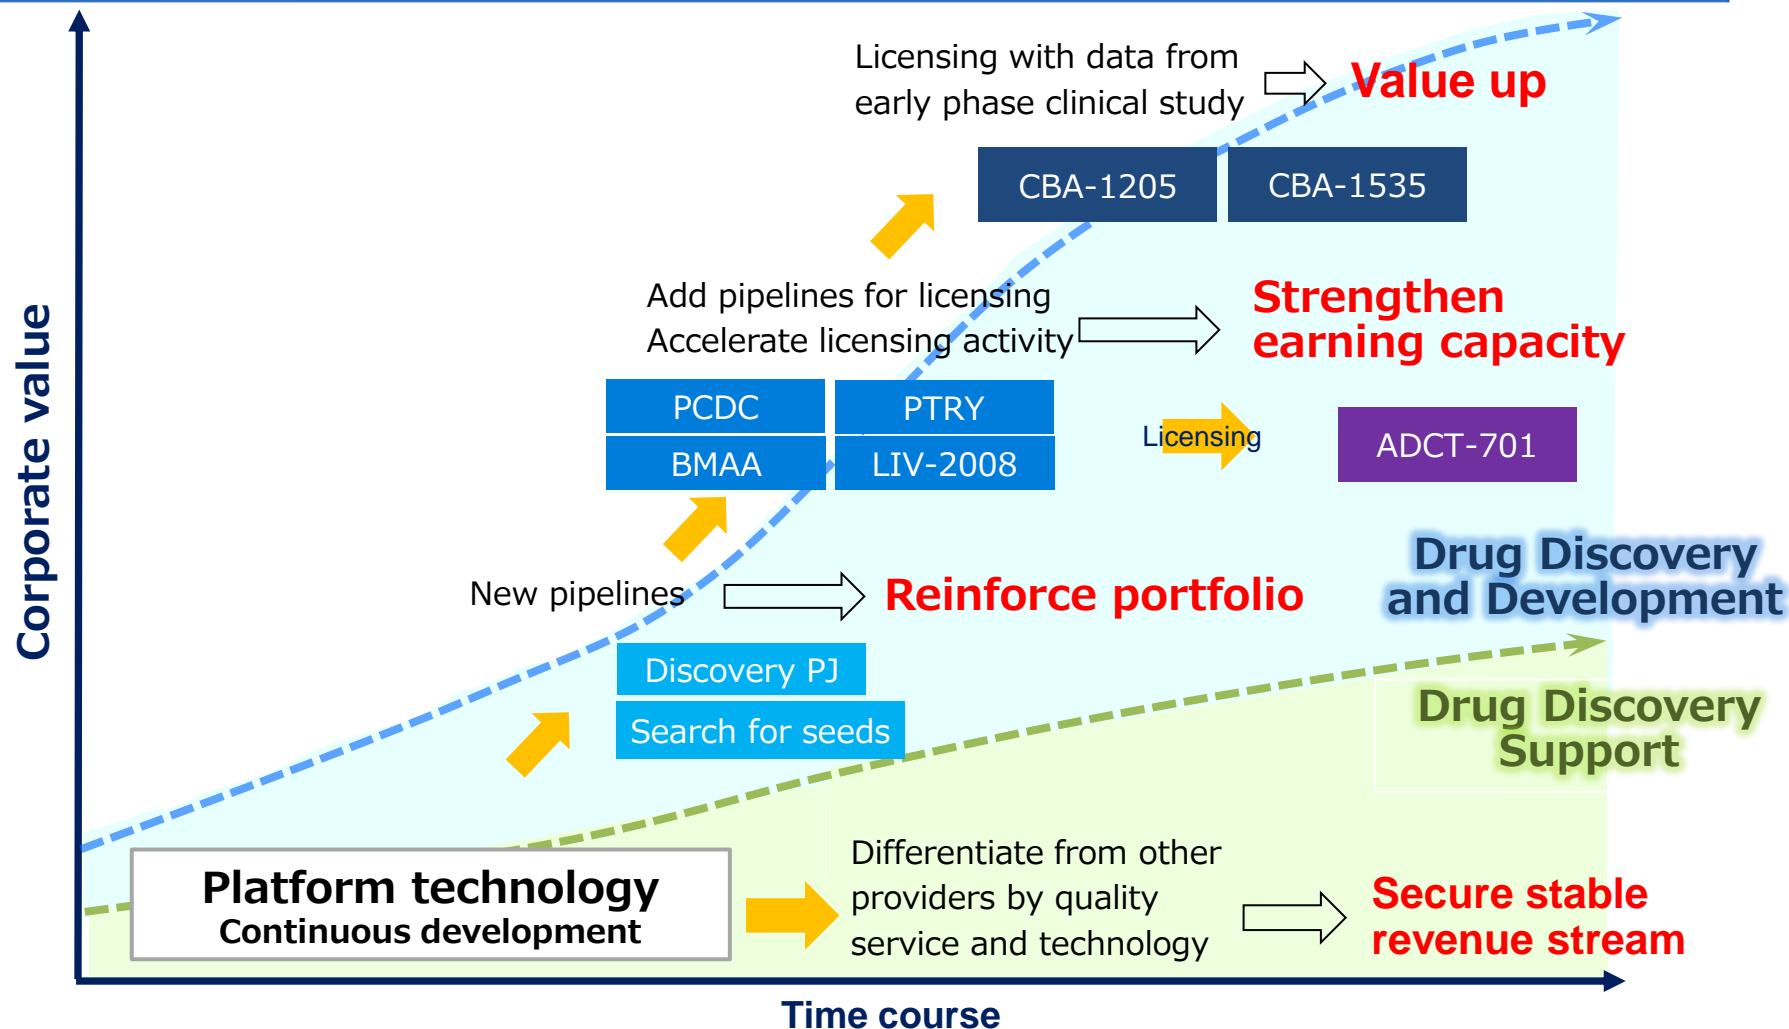 Licensing with data from
early phase clinical study
Value up
CBA-1205
CBA-1535
Add pipelines for licensing
Accelerate licensing activity
Strengthen
earning capacity
PCDC
PTRY
BMAA
LIV-2008
Licensing
ADCT-701
Corporate value
New pipelines
Reinforce portfolio
Drug Discovery
and Development
Discovery PJ
Search for seeds
Drug Discovery
Support
Platform technology
Continuous development
Differentiate from other
providers by quality
service and technology
Secure stable
revenue stream
Time course